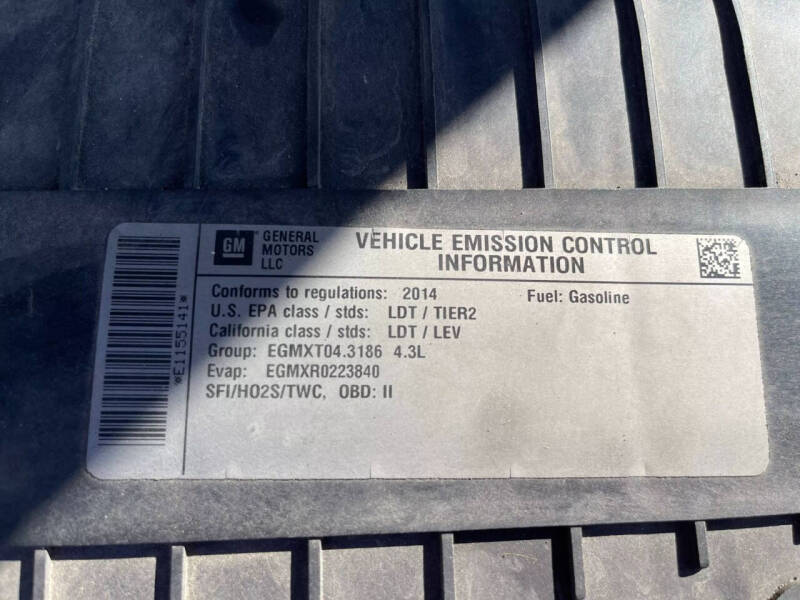 *E1155141*
GM
GENERAL
MOTORS
LLC
VEHICLE EMISSION CONTROL
INFORMATION
Conforms to regulations: 2014 Fuel: Gasoline
U.S. EPA class / stds: LDT / TIER2
California class / stds: LDT / LEV
Group: EGMXT04.3186 4.3L
Evap: EGMXR0223840
SFI/HO2S/TWC, OBD: II